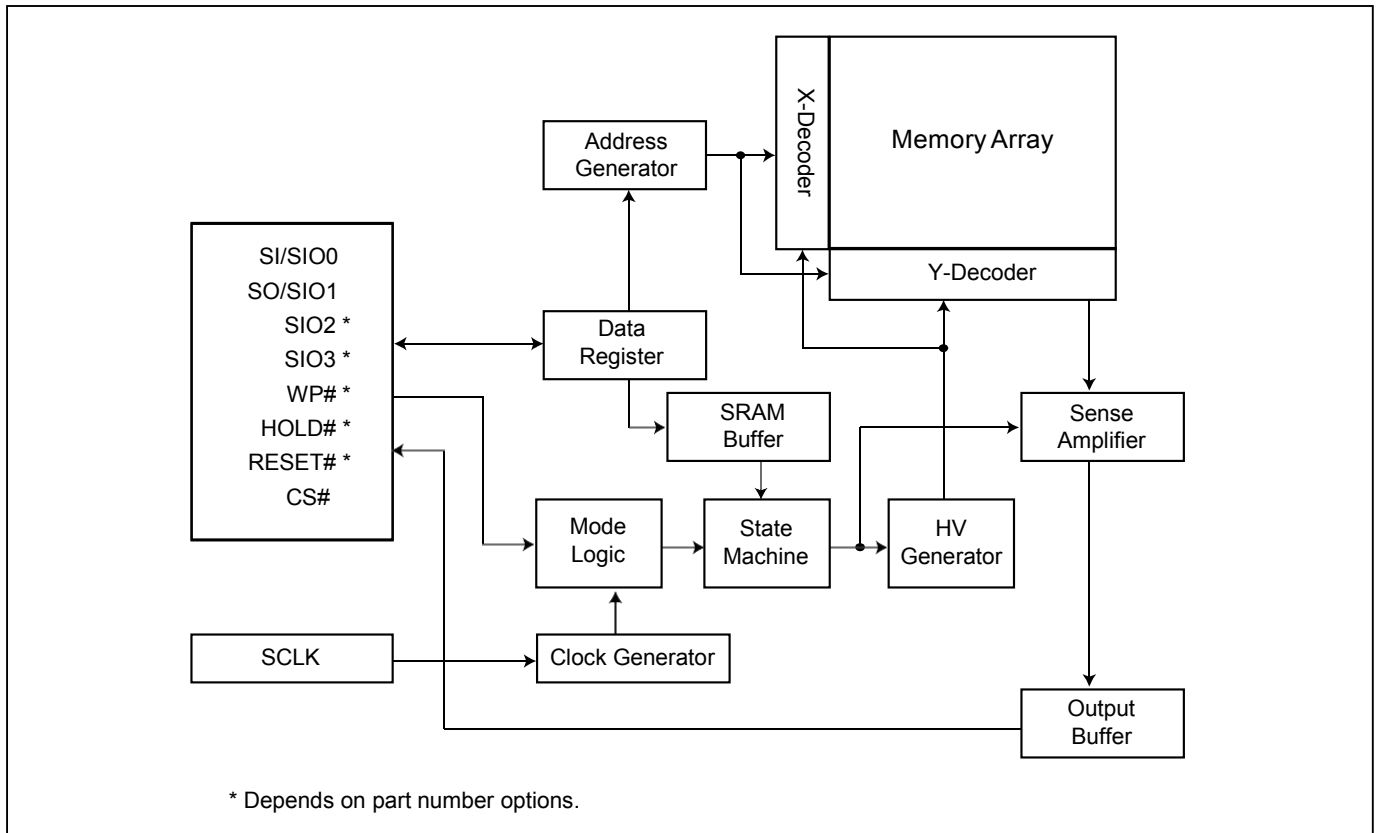 X-Decoder
Memory Array
Address
Generator
Y-Decoder
SI/SIO0
SO/SIO1
SIO2 *
SIO3 *
WP# *
HOLD# *
RESET# *
CS#
Data
Register
SRAM
Buffer
Sense
Amplifier
Mode
Logic
State
Machine
HV
Generator
SCLK
Clock Generator
Output
Buffer
* Depends on part number options.